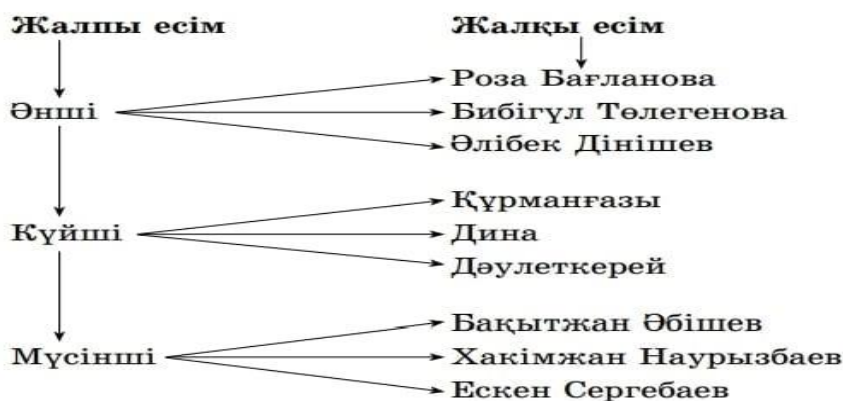 Жалпы есім Жалқы есім
Роза Бағланова
Әнші Бибігүл Төлегенова
Әлібек Дінішев
Құрманғазы
Күйші Дина
Дәулеткерей
Бақытжан Әбішев
Мүсінші Хакімжан Наурызбаев
Ескен Сергебаев